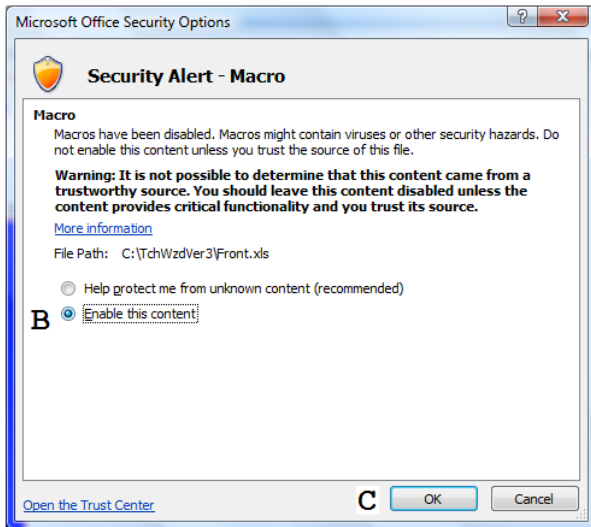 Microsoft Office Security Options
Security Alert - Macro
Macro
Macros have been disabled. Macros might contain viruses or other security hazards. Do
not enable this content unless you trust the source of this file.
Warning: It is not possible to determine that this content came from a
trustworthy source. You should leave this content disabled unless the
content provides critical functionality and you trust its source.
More information
File Path: C:\TchWzdVer3\Front.xls
Help protect me from unknown content (recommended)
B Enable this content
Open the Trust Center C OK Cancel